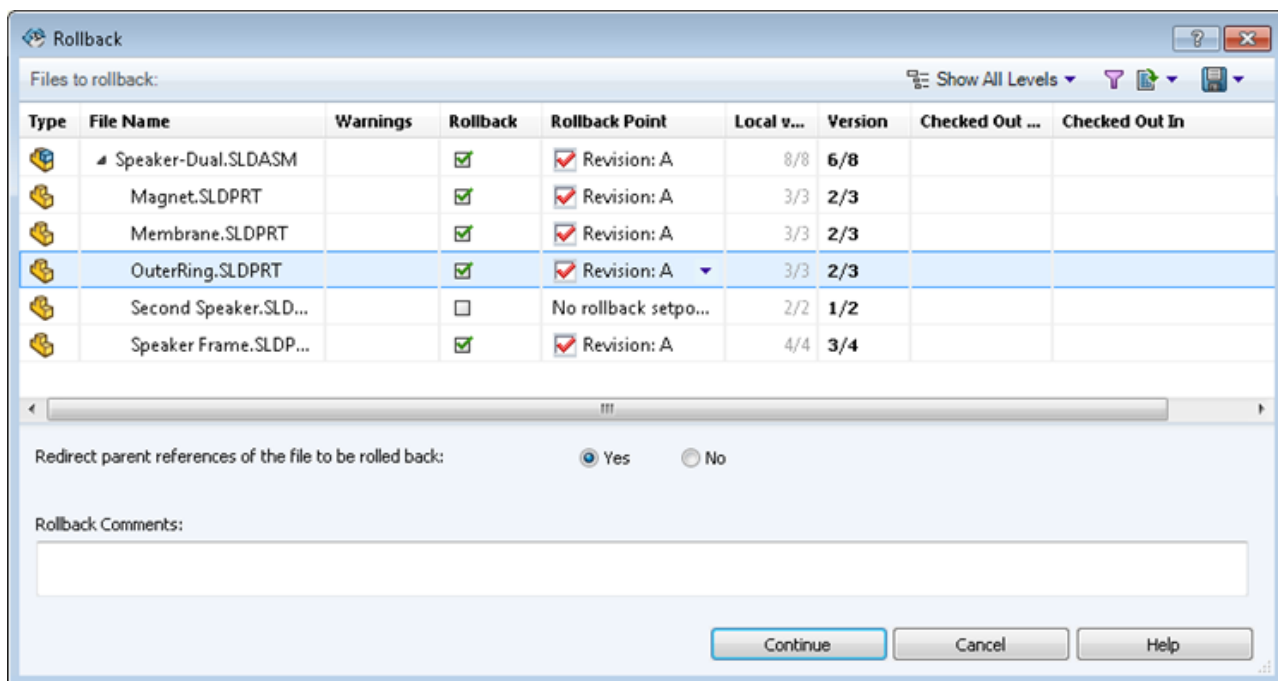 Rollback
Files to rollback: Show All Levels
Type File Name Warnings Rollback Rollback Point Local v... Version Checked Out ... Checked Out In
Speaker-Dual.SLDASM Revision: A 8/8 6/8
Magnet.SLDPRT Revision: A 3/3 2/3
Membrane.SLDPRT Revision: A 3/3 2/3
OuterRing.SLDPRT Revision: A 3/3 2/3
Second Speaker.SLD... No rollback setpo... 2/2 1/2
Speaker Frame.SLDP... Revision: A 4/4 3/4
Redirect parent references of the file to be rolled back: Yes No
Rollback Comments:
Continue Cancel Help